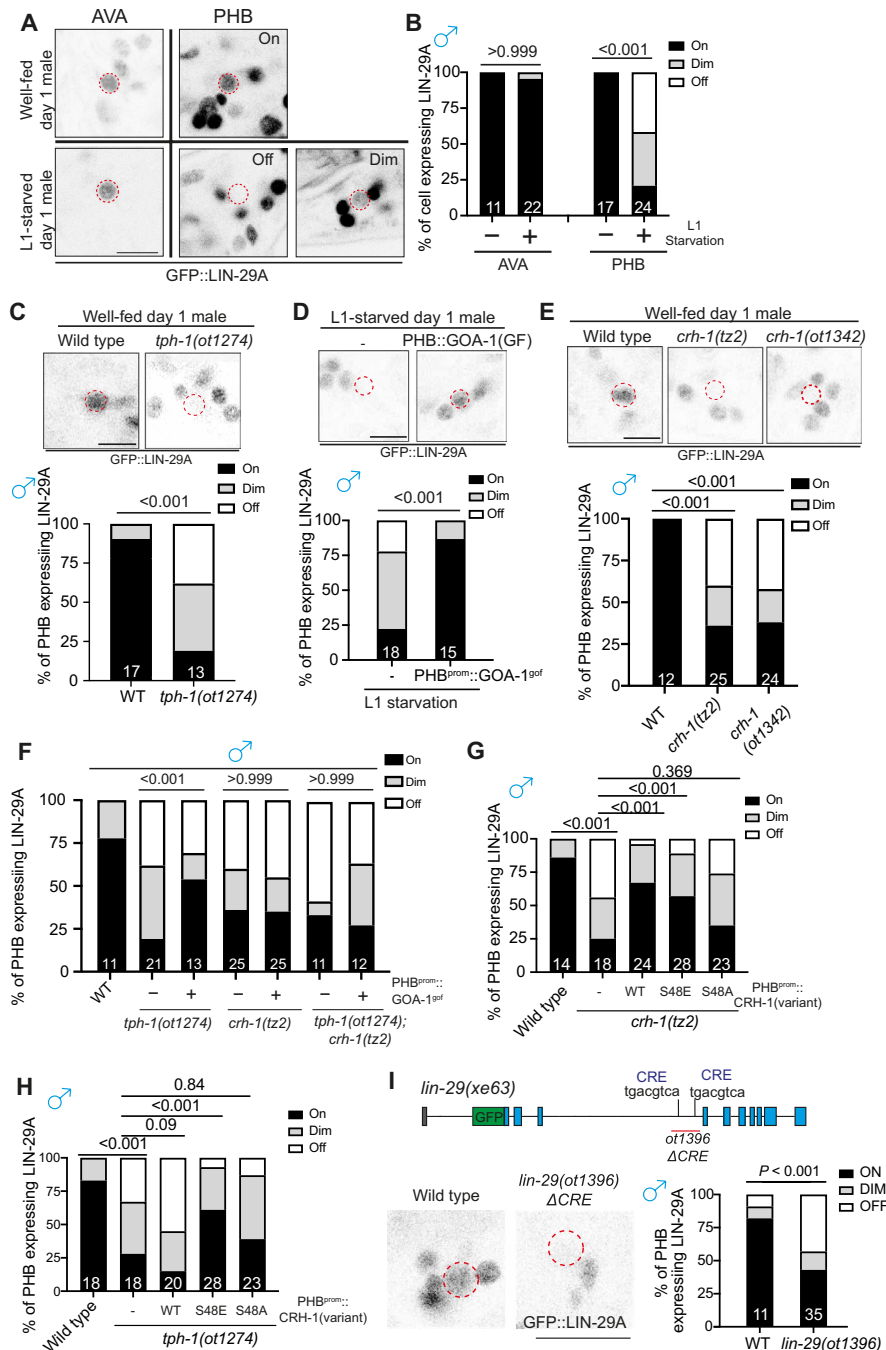 A
AVA
PHB
Well-fed
day 1 male
On
L1-starved
day 1 male
Off
Dim
GFP::LIN-29A
B
♂
>0.999
<0.001
On
Dim
Off
% of cell expressing LIN-29A
100
75
50
25
0
11
22
17
24
− + − +
L1
Starvation
AVA
PHB
C
Well-fed day 1 male
Wild type
tph-1(ot1274)
GFP::LIN-29A
♂
On
Dim
Off
<0.001
% of PHB expressiing LIN-29A
100
75
50
25
0
17
13
WT
tph-1(ot1274)
D
L1-starved day 1 male
-
PHB::GOA-1(GF)
GFP::LIN-29A
♂
On
Dim
Off
<0.001
% of PHB expressiing LIN-29A
100
75
50
25
0
18
15
-
PHBprom::GOA-1gof
L1 starvation
E
Well-fed day 1 male
Wild type
crh-1(tz2)
crh-1(ot1342)
GFP::LIN-29A
♂
On
Dim
Off
<0.001
<0.001
% of PHB expressiing LIN-29A
100
75
50
25
0
12
25
24
WT
crh-1(tz2)
crh-1
(ot1342)
F
♂
<0.001
>0.999
>0.999
On
Dim
Off
% of PHB expressiing LIN-29A
100
75
50
25
0
11
21
13
25
25
11
12
WT
− + − + − +
PHBprom::
GOA-1gof
tph-1(ot1274)
crh-1(tz2)
tph-1(ot1274);
crh-1(tz2)
G
♂
0.369
<0.001
<0.001
<0.001
On
Dim
Off
% of PHB expressiing LIN-29A
100
75
50
25
0
14
18
24
28
23
Wild type
- WT S48E S48A
PHBprom::
CRH-1(variant)
crh-1(tz2)
H
♂
0.84
<0.001
0.09
<0.001
On
Dim
Off
% of PHB expressiing LIN-29A
100
75
50
25
0
18
18
20
28
23
Wild type
- WT S48E S48A
PHBprom::
CRH-1(variant)
tph-1(ot1274)
I
lin-29(xe63)
CRE
CRE
tgacgtca
tgacgtca
GFP
ot1396
ΔCRE
Wild type
lin-29(ot1396)
ΔCRE
GFP::LIN-29A
♂
P < 0.001
ON
DIM
OFF
% of PHB
expressiing LIN-29A
100
75
50
25
0
11
35
WT
lin-29(ot1396)